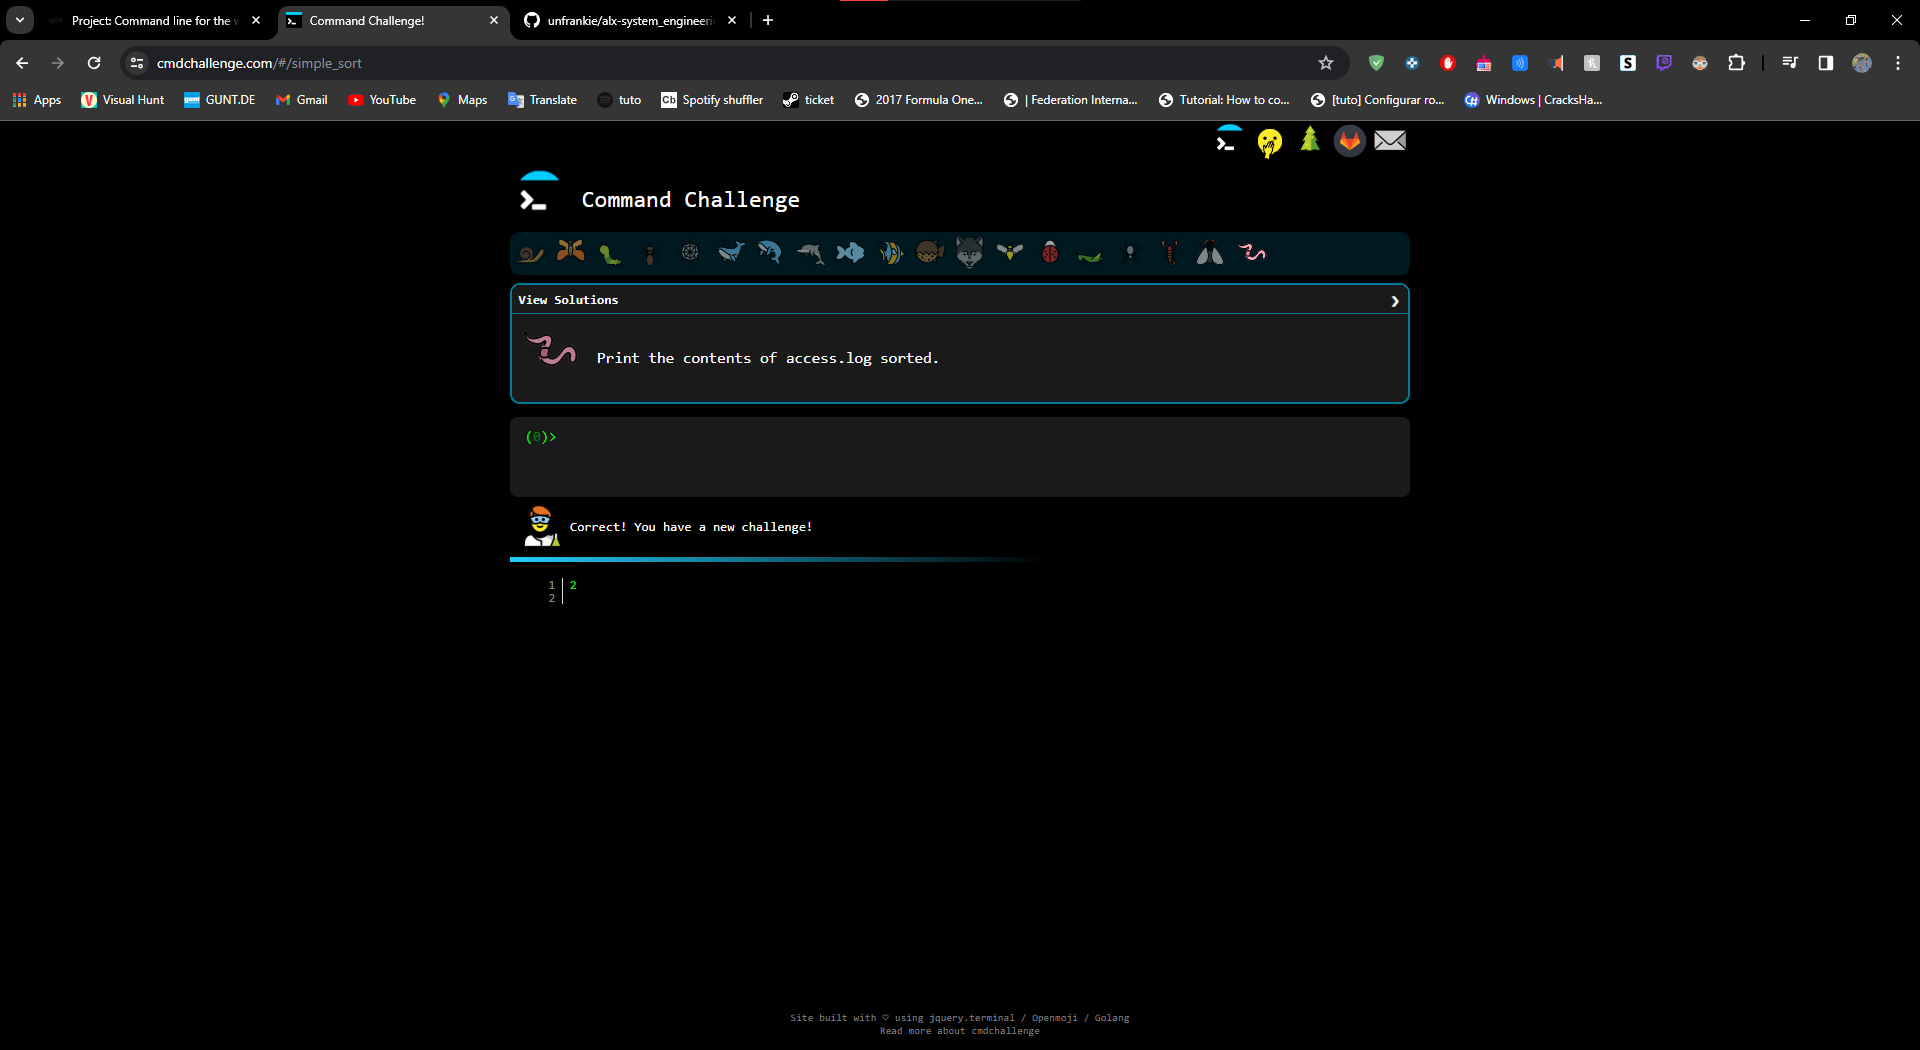 Project: Command line for the
Command Challenge!
unfrankie/alx-system_engineeri
cmdchallenge.com/#/simple_sort
Apps
Visual Hunt
GUNT.DE
Gmail
YouTube
Maps
Translate
tuto
Cb Spotify shuffler
ticket
2017 Formula One...
| Federation Interna...
Tutorial: How to co...
[tuto] Configurar ro...
Windows | CracksHa...
Command Challenge
View Solutions
Print the contents of access.log sorted.
(0)>
Correct! You have a new challenge!
1 2
2
Site built with ♡ using jquery.terminal / Openmoji / Golang
Read more about cmdchallenge